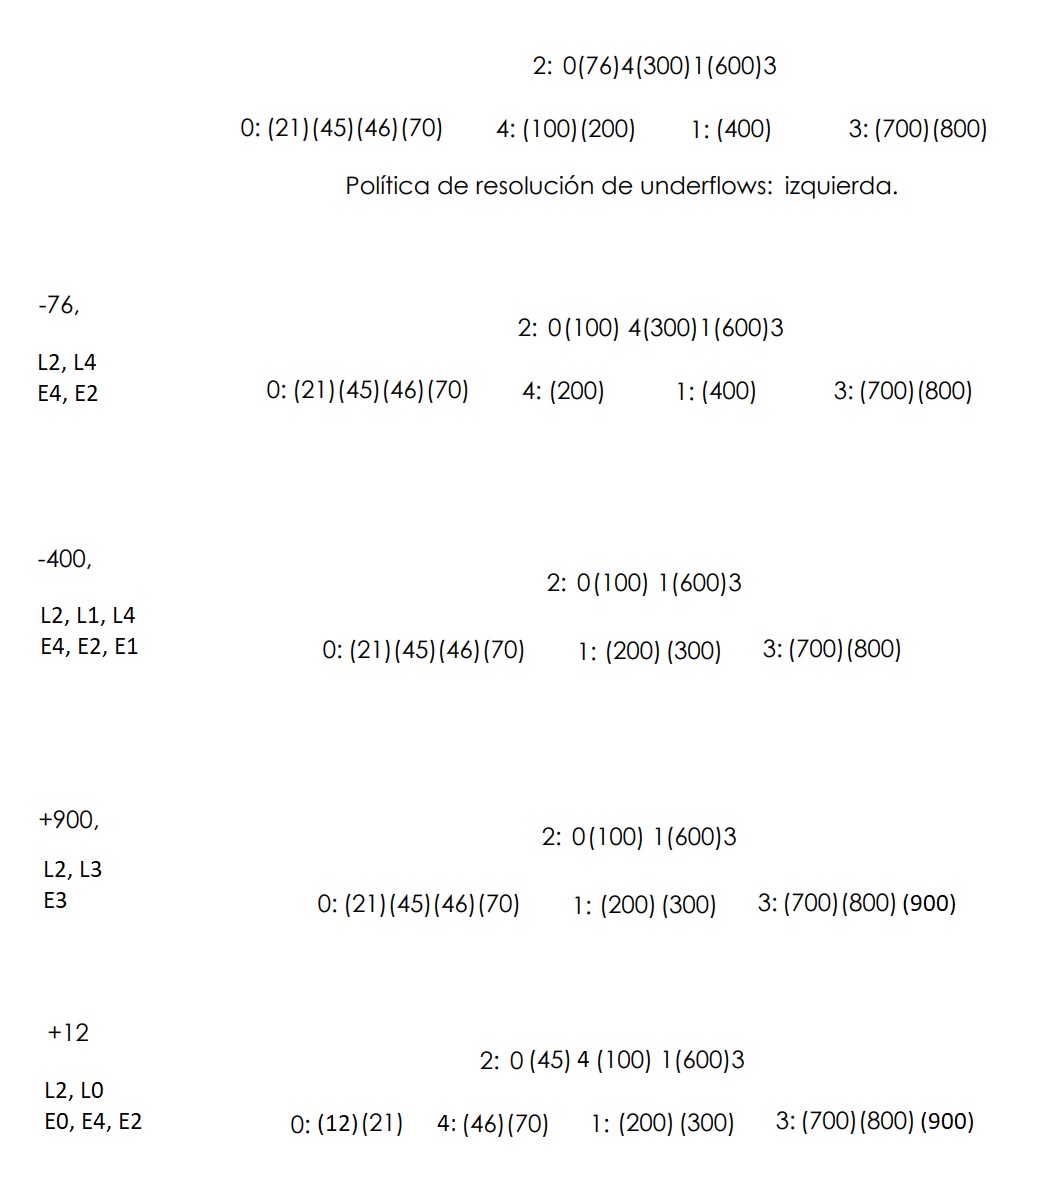 2: 0(76)4(300)1(600)3
0: (21)(45)(46)(70) 4: (100)(200) 1: (400) 3: (700)(800)
Política de resolución de underflows: izquierda.
-76,
2: 0(100) 4(300)1(600)3
L2, L4
E4, E2
0: (21)(45)(46)(70) 4: (200) 1: (400) 3: (700)(800)
-400,
2: 0(100) 1(600)3
L2, L1, L4
E4, E2, E1
0: (21)(45)(46)(70) 1: (200) (300) 3: (700)(800)
+900,
2: 0(100) 1(600)3
L2, L3
E3
0: (21)(45)(46)(70) 1: (200) (300) 3: (700)(800) (900)
+12
2: 0 (45) 4 (100) 1(600)3
L2, L0
E0, E4, E2
0: (12)(21) 4: (46)(70) 1: (200) (300) 3: (700)(800) (900)